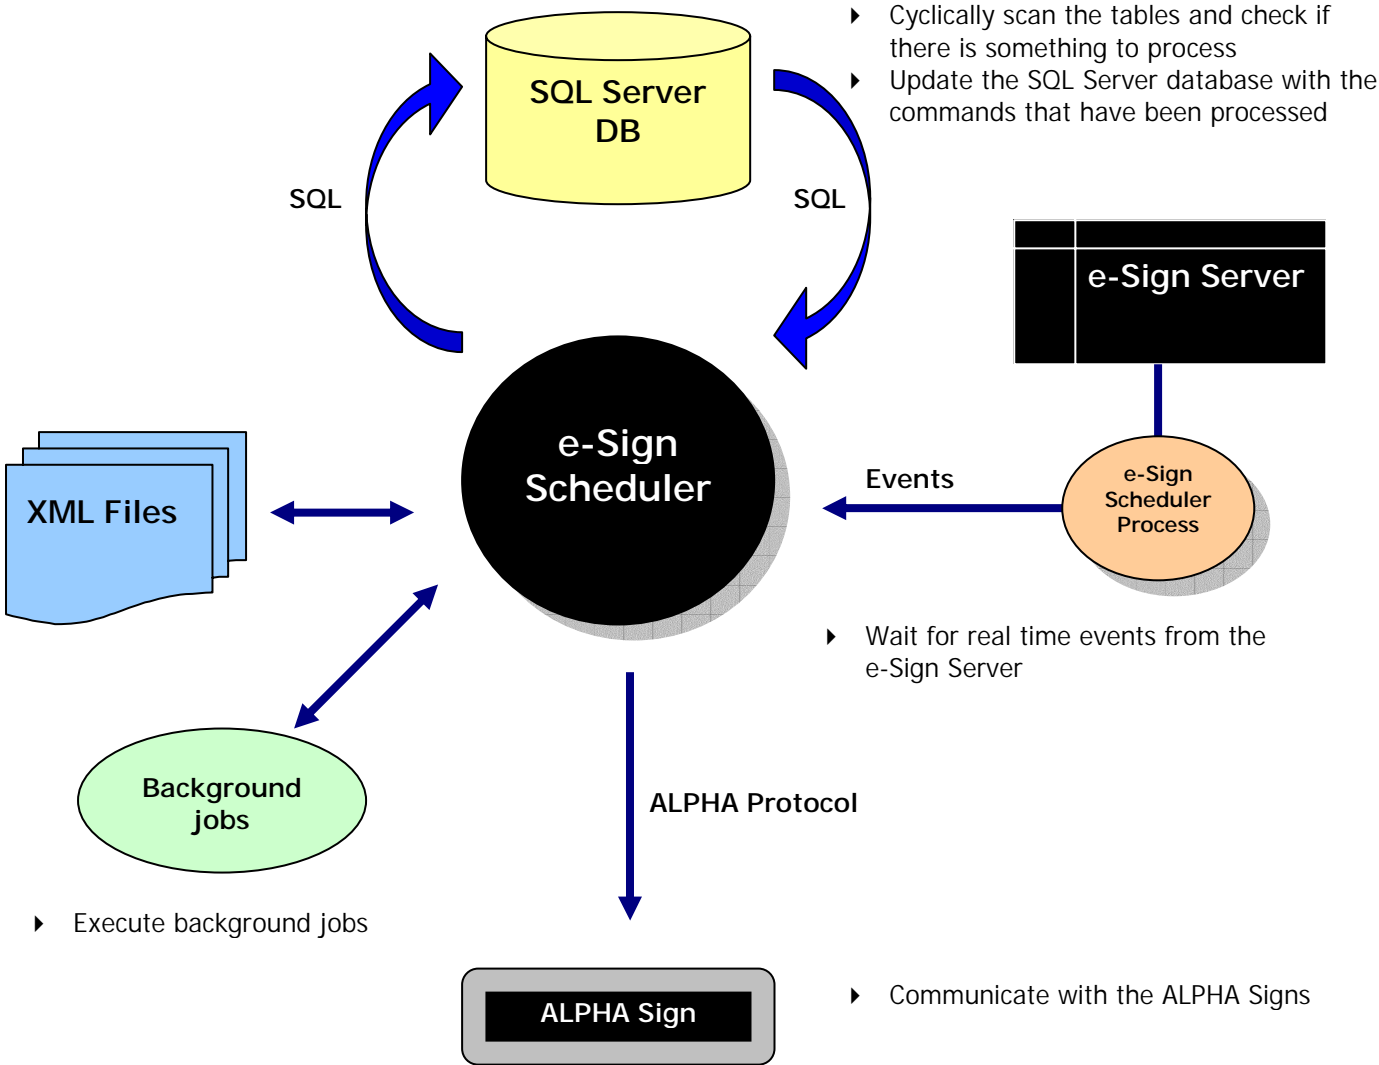 Cyclically scan the tables and check if
there is something to process
Update the SQL Server database with the
commands that have been processed
SQL Server
DB
SQL
SQL
e-Sign Server
e-Sign
Scheduler
Events
e-Sign
Scheduler
Process
XML Files
Wait for real time events from the
e-Sign Server
Background
jobs
ALPHA Protocol
Execute background jobs
ALPHA Sign
Communicate with the ALPHA Signs